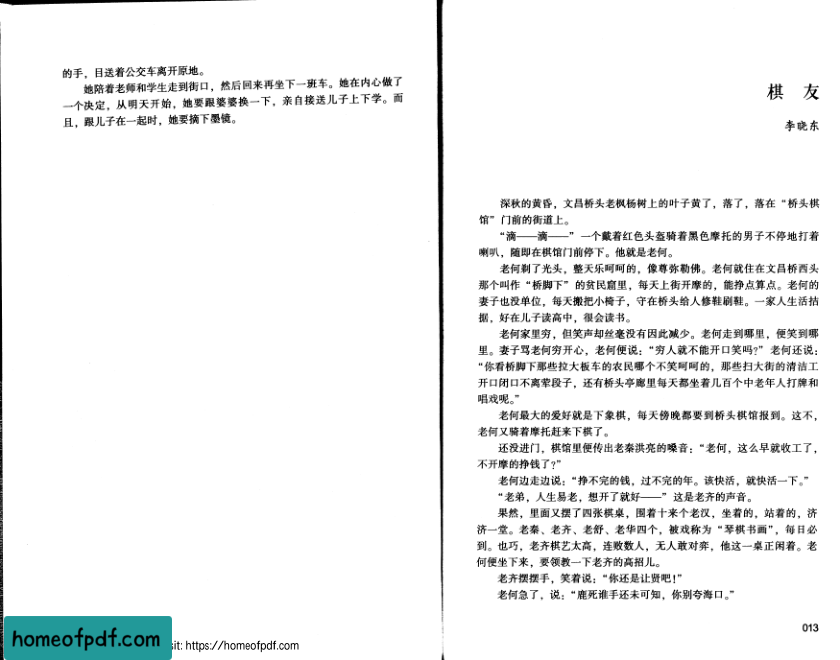 的手，目送着公交车离开原地。
她陪着老师和学生走到街口，然后回来再坐下一班车。她在内心做了
一个决定，从明天开始，她要跟婆婆换一下，亲自接送儿子上下学。而
且，跟儿子在一起时，她要摘下墨镜。
棋 友
李晓东
深秋的黄昏，文昌桥头老枫杨树上的叶子黄了，落了，落在“桥头棋
馆”门前的街道上。
“滴——滴——”一个戴着红色头盔骑着黑色摩托的男子不停地打着
喇叭，随即在棋馆门前停下。他就是老何。
老何剃了光头，整天乐呵呵的，像尊弥勒佛。老何就住在文昌桥西头
那个叫作“桥脚下”的贫民窟里，每天上街开摩的，能挣点算点。老何的
妻子也没单位，每天搬把小椅子，守在桥头给人修鞋刷鞋。一家人生活拮
据，好在儿子读高中，很会读书。
老何家里穷，但笑声却丝毫没有因此减少。老何走到哪里，便笑到哪
里。妻子骂老何穷开心，老何便说：“穷人就不能开口笑吗？”老何还说：
“你看桥脚下那些拉大板车的农民哪个不笑呵呵的，那些扫大街的清洁工
开口闭口不离荤段子，还有桥头亭廊里每天都坐着几百个中老年人打牌和
唱戏呢。”
老何最大的爱好就是下象棋，每天傍晚都要到桥头棋馆报到。这不，
老何又骑着摩托赶来下棋了。
还没进门，棋馆里便传出老秦洪亮的嗓音：“老何，这么早就收工了，
不开摩的挣钱了？”
老何边走边说：“挣不完的钱，过不完的年。该快活，就快活一下。”
“老弟，人生易老，想开了就好——”这是老齐的声音。
果然，里面又摆了四张棋桌，围着十来个老汉，坐着的，站着的，济
济一堂。老秦、老齐、老舒、老华四个，被戏称为“琴棋书画”，每日必
到。也巧，老齐棋艺太高，连败数人，无人敢对弈，他这一桌正闲着。老
何便坐下来，要领教一下老齐的高招儿。
老齐摆摆手，笑着说：“你还是让贤吧！”
老何急了，说：“鹿死谁手还未可知，你别夸海口。”
013
homeofpdf.com
sit: https://homeofpdf.com